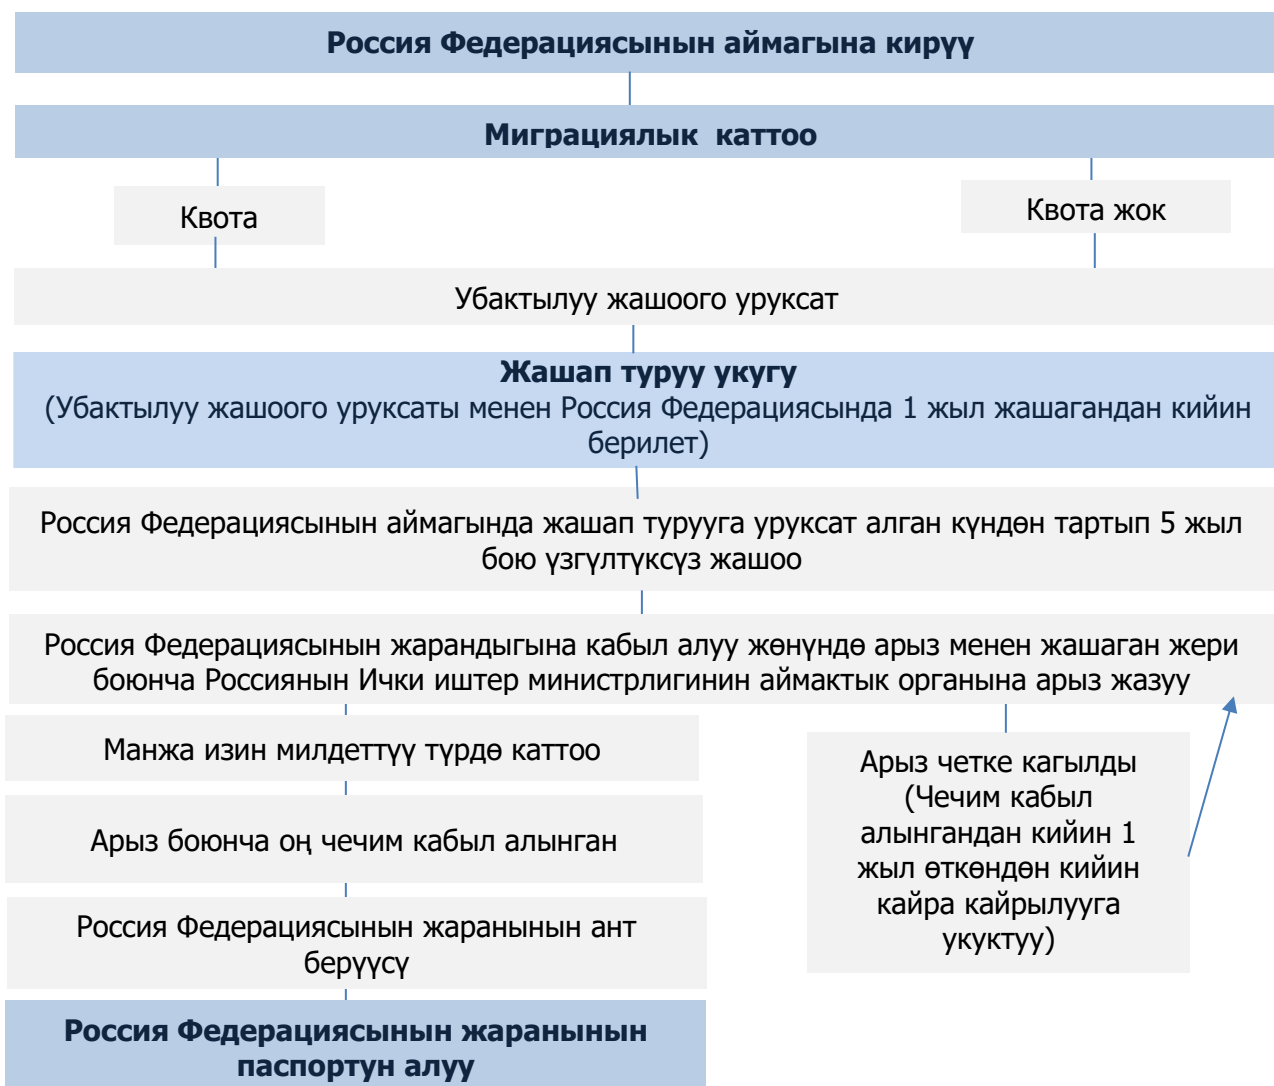 Россия Федерациясынын аймагына кирүү
Миграциялык каттоо
Квота
Квота жок
Убактылуу жашоого уруксат
Жашап туруу укугу
(Убактылуу жашоого уруксаты менен Россия Федерациясында 1 жыл жашагандан кийин
берилет)
Россия Федерациясынын аймагында жашап турууга уруксат алган күндөн тартып 5 жыл
бою үзгүлтүксүз жашоо
Россия Федерациясынын жарандыгына кабыл алуу жөнүндө арыз менен жашаган жери
боюнча Россиянын Ички иштер министрлигинин аймактык органына арыз жазуу
Манжа изин милдеттүү түрдө каттоо
Арыз боюнча оң чечим кабыл алынган
Россия Федерациясынын жаранынын ант
берүүсү
Россия Федерациясынын жаранынын
паспортун алуу
Арыз четке кагылды
(Чечим кабыл
алынгандан кийин 1
жыл өткөндөн кийин
кайра кайрылууга
укуктуу)